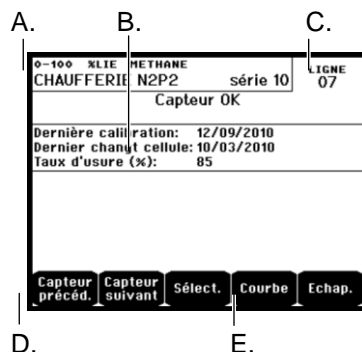 A. B. C.
0-100 %LIE METHANE
CHAUFFERIE N2P2 série 10
LIGNE
07
Capteur OK
Dernière calibration: 12/09/2010
Dernier changt cellule: 10/03/2010
Taux d'usure (%): 85
Capteur précéd. Capteur suivant Sélect. Courbe Echap.
D. E.